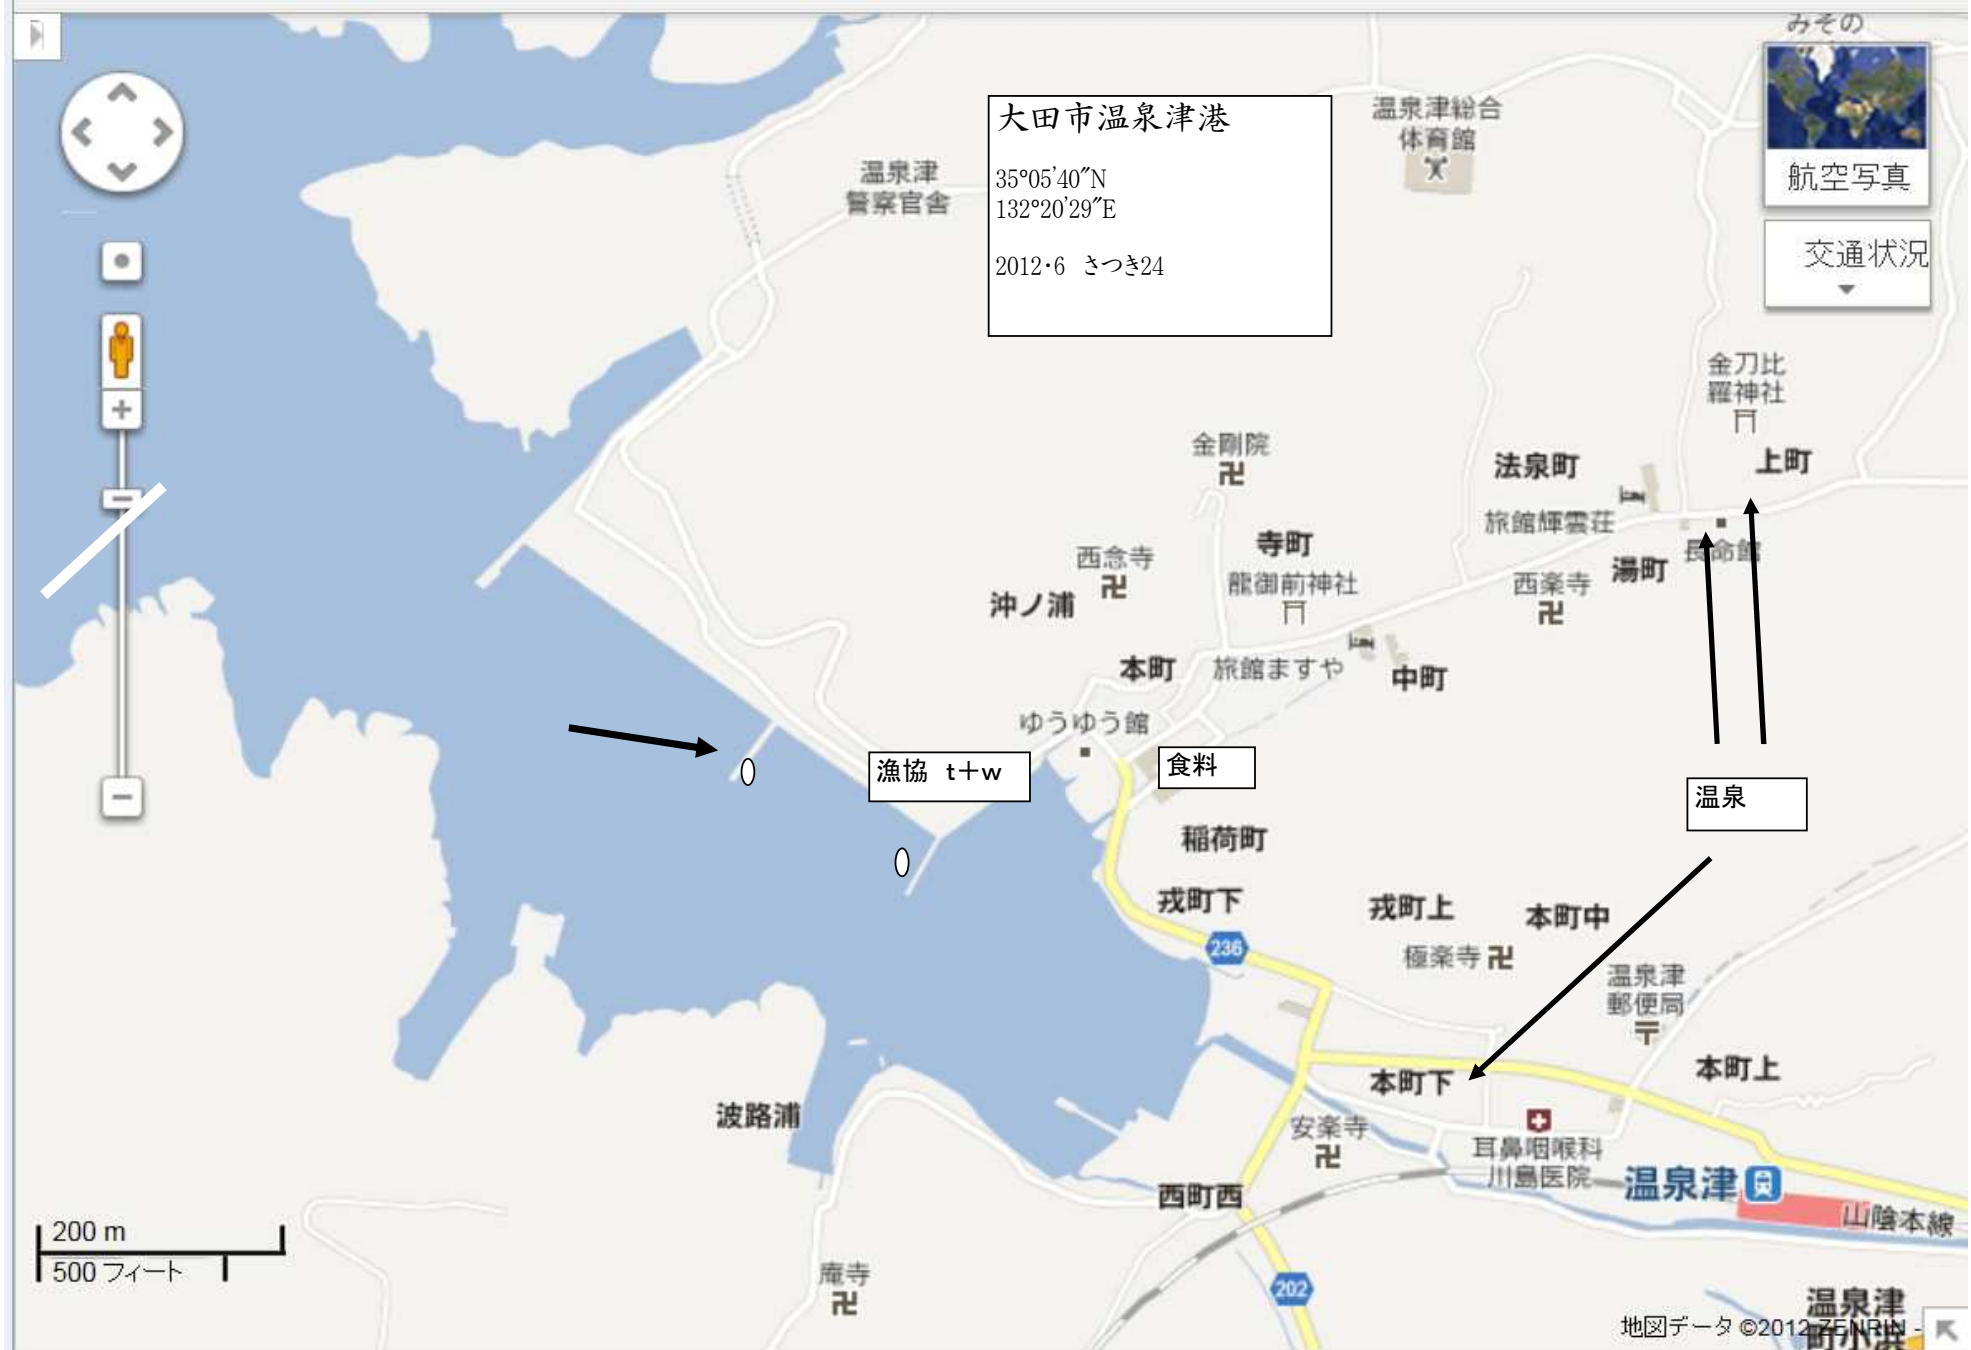 みその
大田市温泉津港
35°05'40"N
132°20'29"E
2012・6 さつき24
温泉津総合
体育館
航空写真
交通状況
温泉津
警察官舎
金刀比
羅神社
上町
金剛院
法泉町
旅館輝雲荘
長命館
湯町
寺町
西念寺
龍御前神社
西楽寺
沖ノ浦
本町
旅館ますや
中町
ゆうゆう館
漁協 t+w
食料
温泉
稲荷町
戎町下
戎町上
本町中
236
極楽寺
温泉津
郵便局
本町下
本町上
波路浦
安楽寺
耳鼻咽喉科
川島医院
温泉津
西町西
山陰本線
200 m
500 フィート
庵寺
202
温泉津
町小浜
地図データ ©2012 ZENRIN -